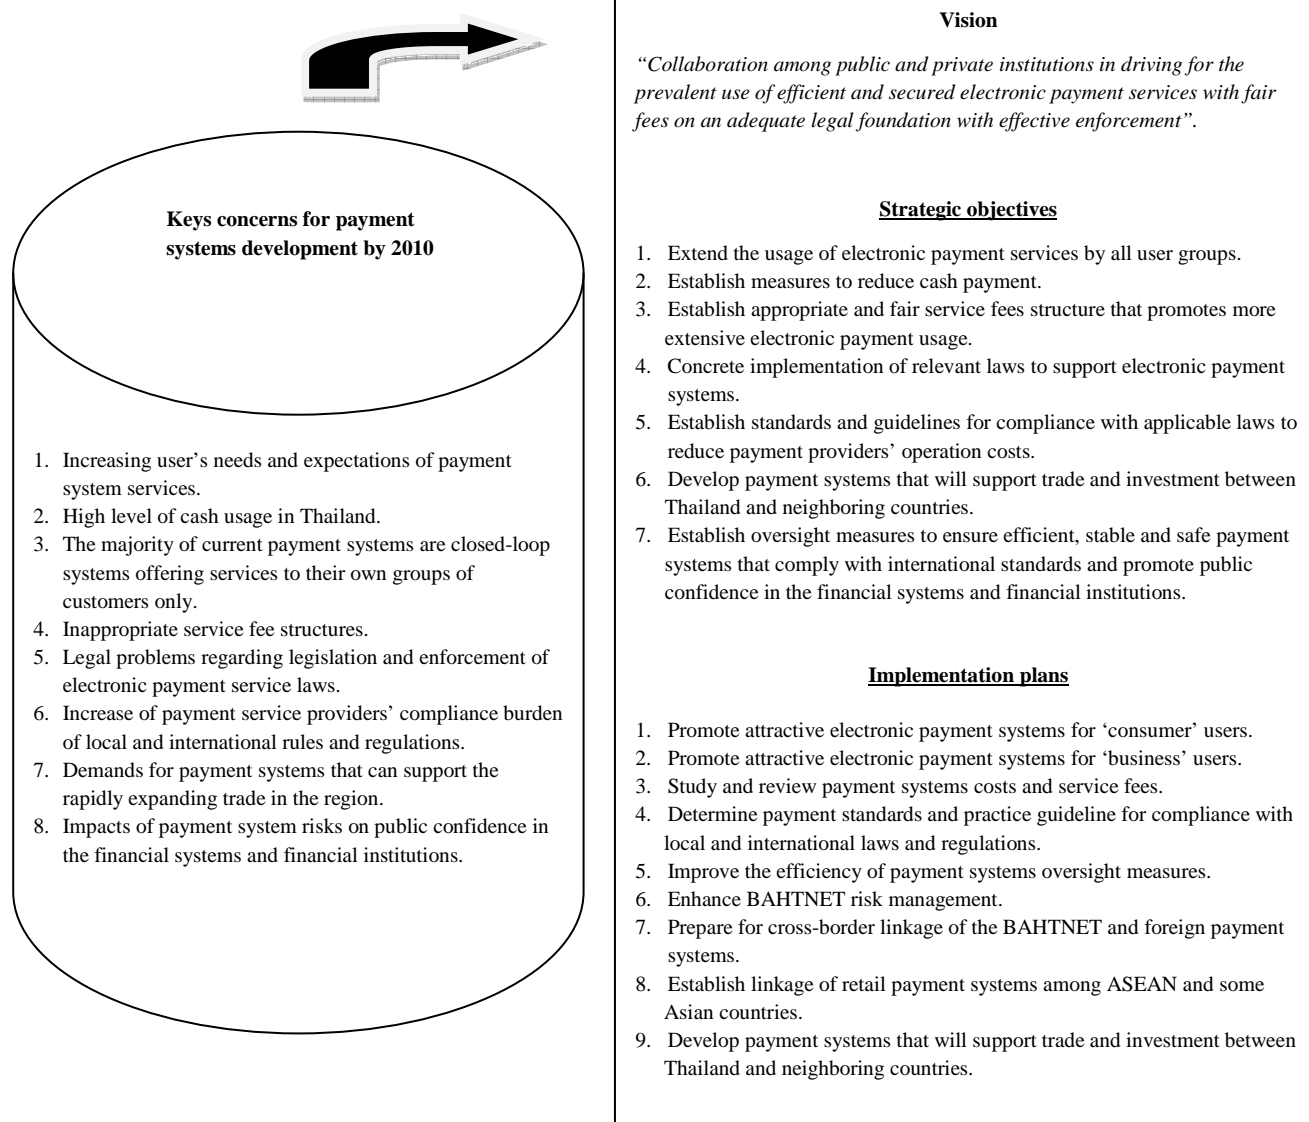 Keys concerns for payment
systems development by 2010
1. Increasing user’s needs and expectations of payment
system services.
2. High level of cash usage in Thailand.
3. The majority of current payment systems are closed-loop
systems offering services to their own groups of
customers only.
4. Inappropriate service fee structures.
5. Legal problems regarding legislation and enforcement of
electronic payment service laws.
6. Increase of payment service providers’ compliance burden
of local and international rules and regulations.
7. Demands for payment systems that can support the
rapidly expanding trade in the region.
8. Impacts of payment system risks on public confidence in
the financial systems and financial institutions.
Vision
“Collaboration among public and private institutions in driving for the
prevalent use of efficient and secured electronic payment services with fair
fees on an adequate legal foundation with effective enforcement”.
Strategic objectives
1. Extend the usage of electronic payment services by all user groups.
2. Establish measures to reduce cash payment.
3. Establish appropriate and fair service fees structure that promotes more
extensive electronic payment usage.
4. Concrete implementation of relevant laws to support electronic payment
systems.
5. Establish standards and guidelines for compliance with applicable laws to
reduce payment providers’ operation costs.
6. Develop payment systems that will support trade and investment between
Thailand and neighboring countries.
7. Establish oversight measures to ensure efficient, stable and safe payment
systems that comply with international standards and promote public
confidence in the financial systems and financial institutions.
Implementation plans
1. Promote attractive electronic payment systems for ‘consumer’ users.
2. Promote attractive electronic payment systems for ‘business’ users.
3. Study and review payment systems costs and service fees.
4. Determine payment standards and practice guideline for compliance with
local and international laws and regulations.
5. Improve the efficiency of payment systems oversight measures.
6. Enhance BAHTNET risk management.
7. Prepare for cross-border linkage of the BAHTNET and foreign payment
systems.
8. Establish linkage of retail payment systems among ASEAN and some
Asian countries.
9. Develop payment systems that will support trade and investment between
Thailand and neighboring countries.